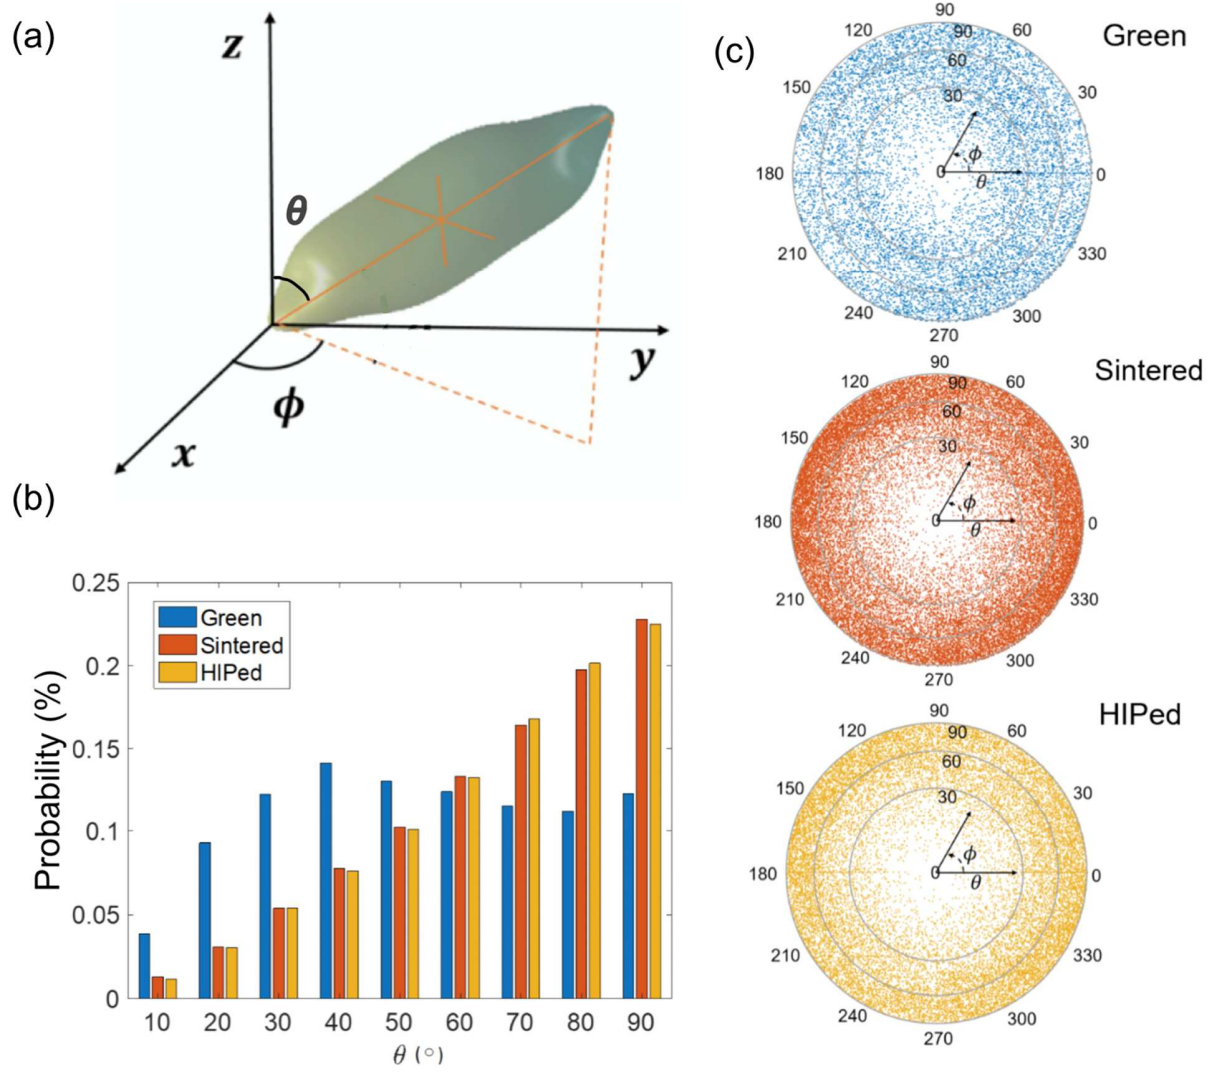 (a)
z
θ
y
ϕ
x
(b)
0.25
0.2
0.15
0.1
0.05
0
Probability (%)
Green
Sintered
HIPed
10 20 30 40 50 60 70 80 90
θ (°)
(c)
Green
90
120 90 60
60
150 30 30
ϕ
180 0 θ 0
210 330
240 300
270
Sintered
90
120 90 60
60
150 30 30
ϕ
180 0 θ 0
210 330
240 300
270
HIPed
90
120 90 60
60
150 30 30
ϕ
180 0 θ 0
210 330
240 300
270